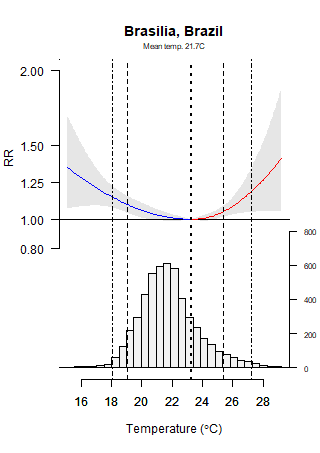 Brasilia, Brazil
Mean temp. 21.7C
2.00
1.50
1.25
1.00
0.80
RR
800
600
400
200
0
16 18 20 22 24 26 28
Temperature (°C)